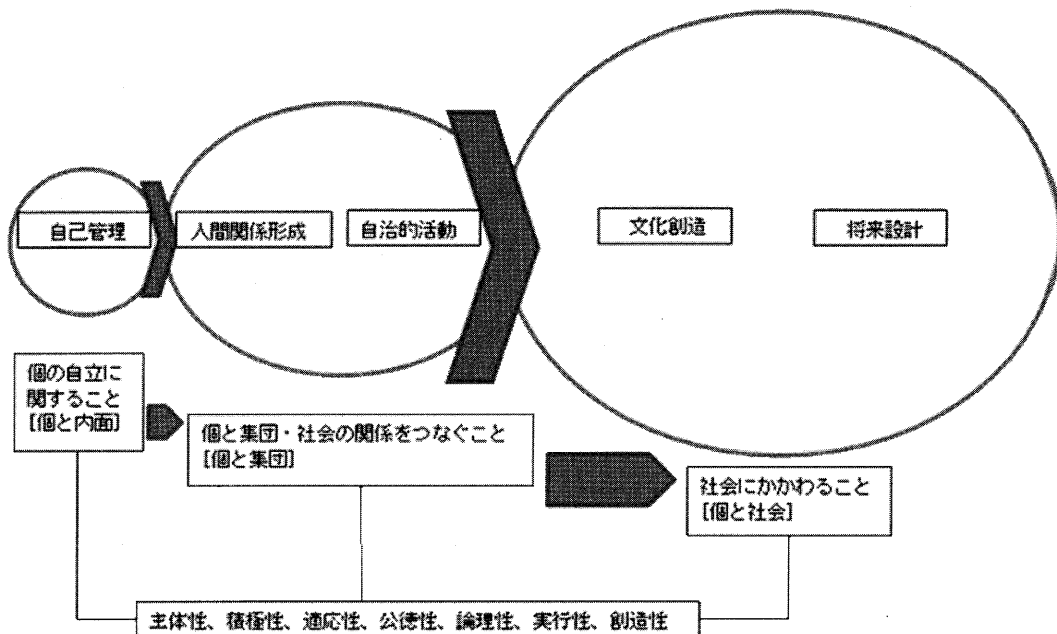 自己管理
人間関係形成
自治的活動
文化創造
将来設計
個の自立に
関すること
[個と内面]
個と集団・社会の関係をつなぐこと
[個と集団]
社会にかかわること
[個と社会]
主体性、積極性、適応性、公徳性、論理性、実行性、創造性